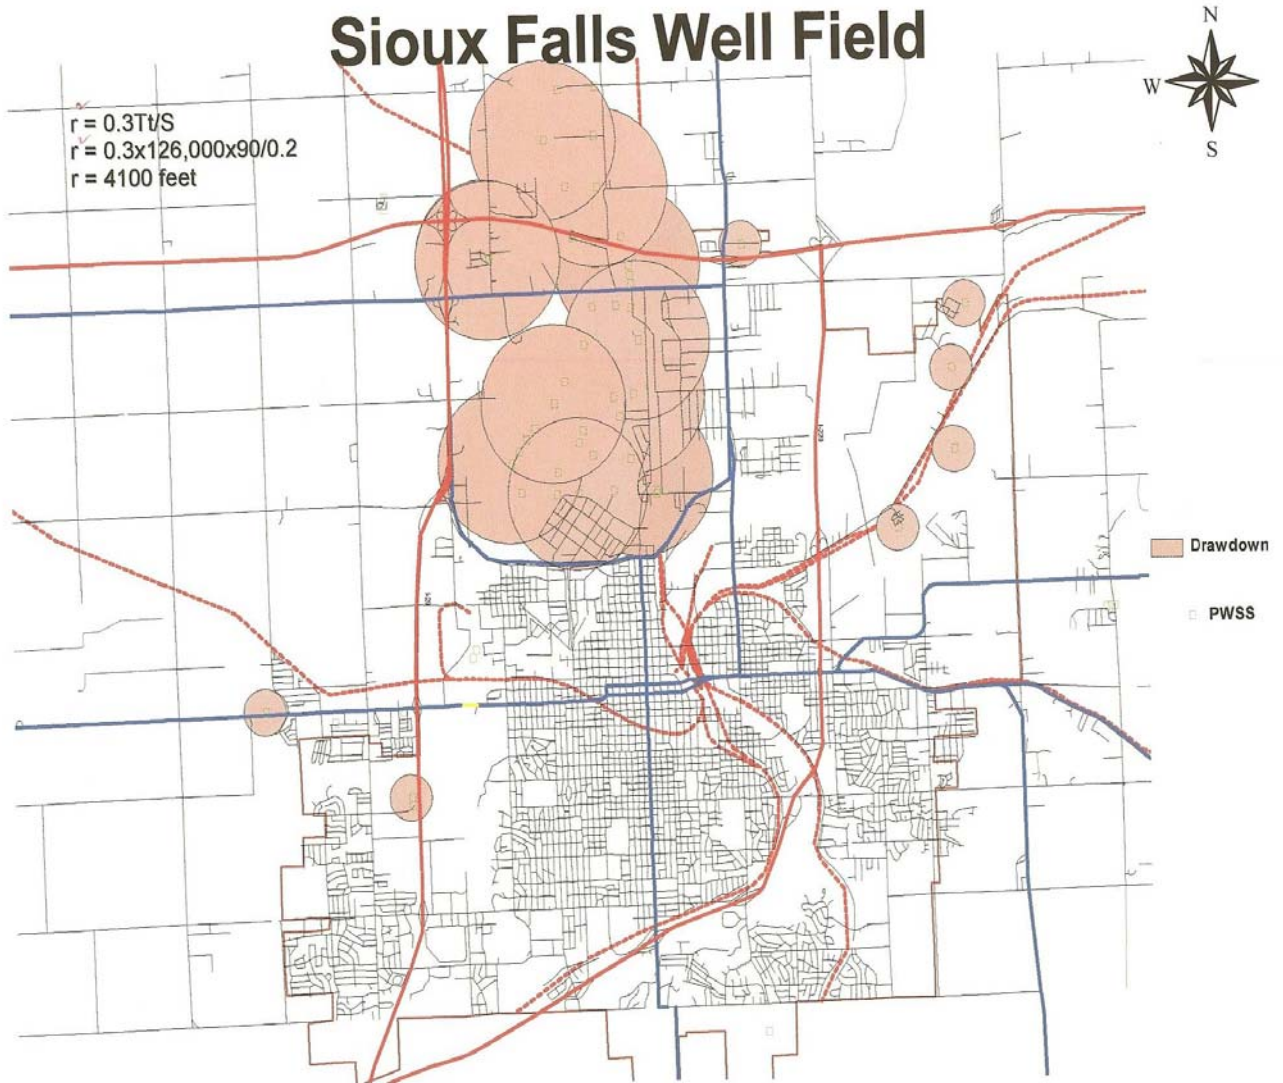 Sioux Falls Well Field
N
W
S
r = 0.3Tt/S
r = 0.3x126,000x90/0.2
r = 4100 feet
Drawdown
PWSS